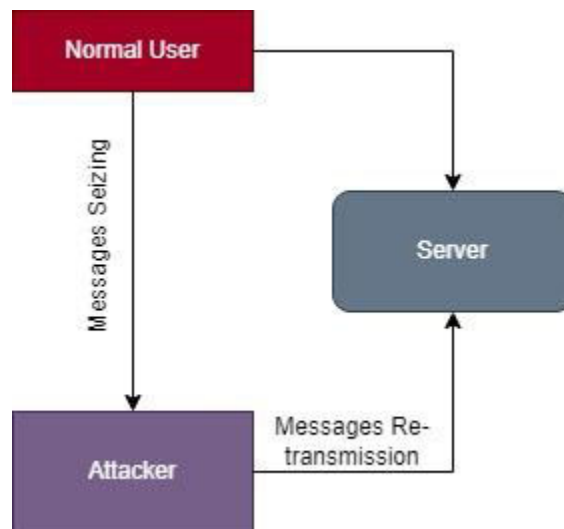 Normal User
Messages Seizing
Server
Messages Re-
transmission
Attacker